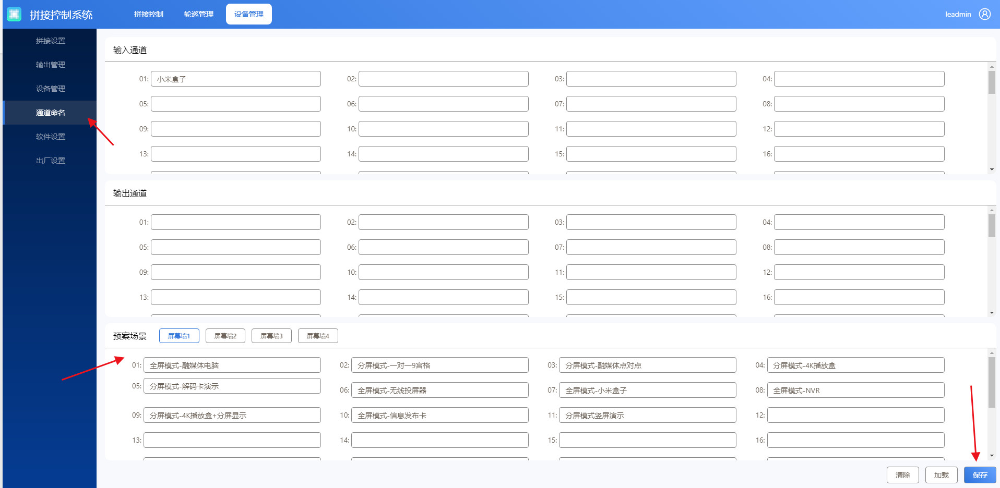 拼接控制系统 拼接控制 轮巡管理 设备管理 leadmin
拼接设置
输出管理
设备管理
通道命名
软件设置
出厂设置
输入通道
01: 小米盒子 02: 03: 04:
05: 06: 07: 08:
09: 10: 11: 12:
13: 14: 15: 16:
输出通道
01: 02: 03: 04:
05: 06: 07: 08:
09: 10: 11: 12:
13: 14: 15: 16:
预案场景 屏幕墙1 屏幕墙2 屏幕墙3 屏幕墙4
01: 全屏模式-融媒体电脑 02: 分屏模式-一对一9宫格 03: 分屏模式-融媒体点对点 04: 分屏模式-4K播放盒
05: 分屏模式-解码卡演示 06: 全屏模式-无线投屏器 07: 全屏模式-小米盒子 08: 全屏模式-NVR
09: 分屏模式-4K播放盒+分屏显示 10: 全屏模式-信息发布卡 11: 分屏模式竖屏演示 12:
13: 14: 15: 16:
清除 加载 保存